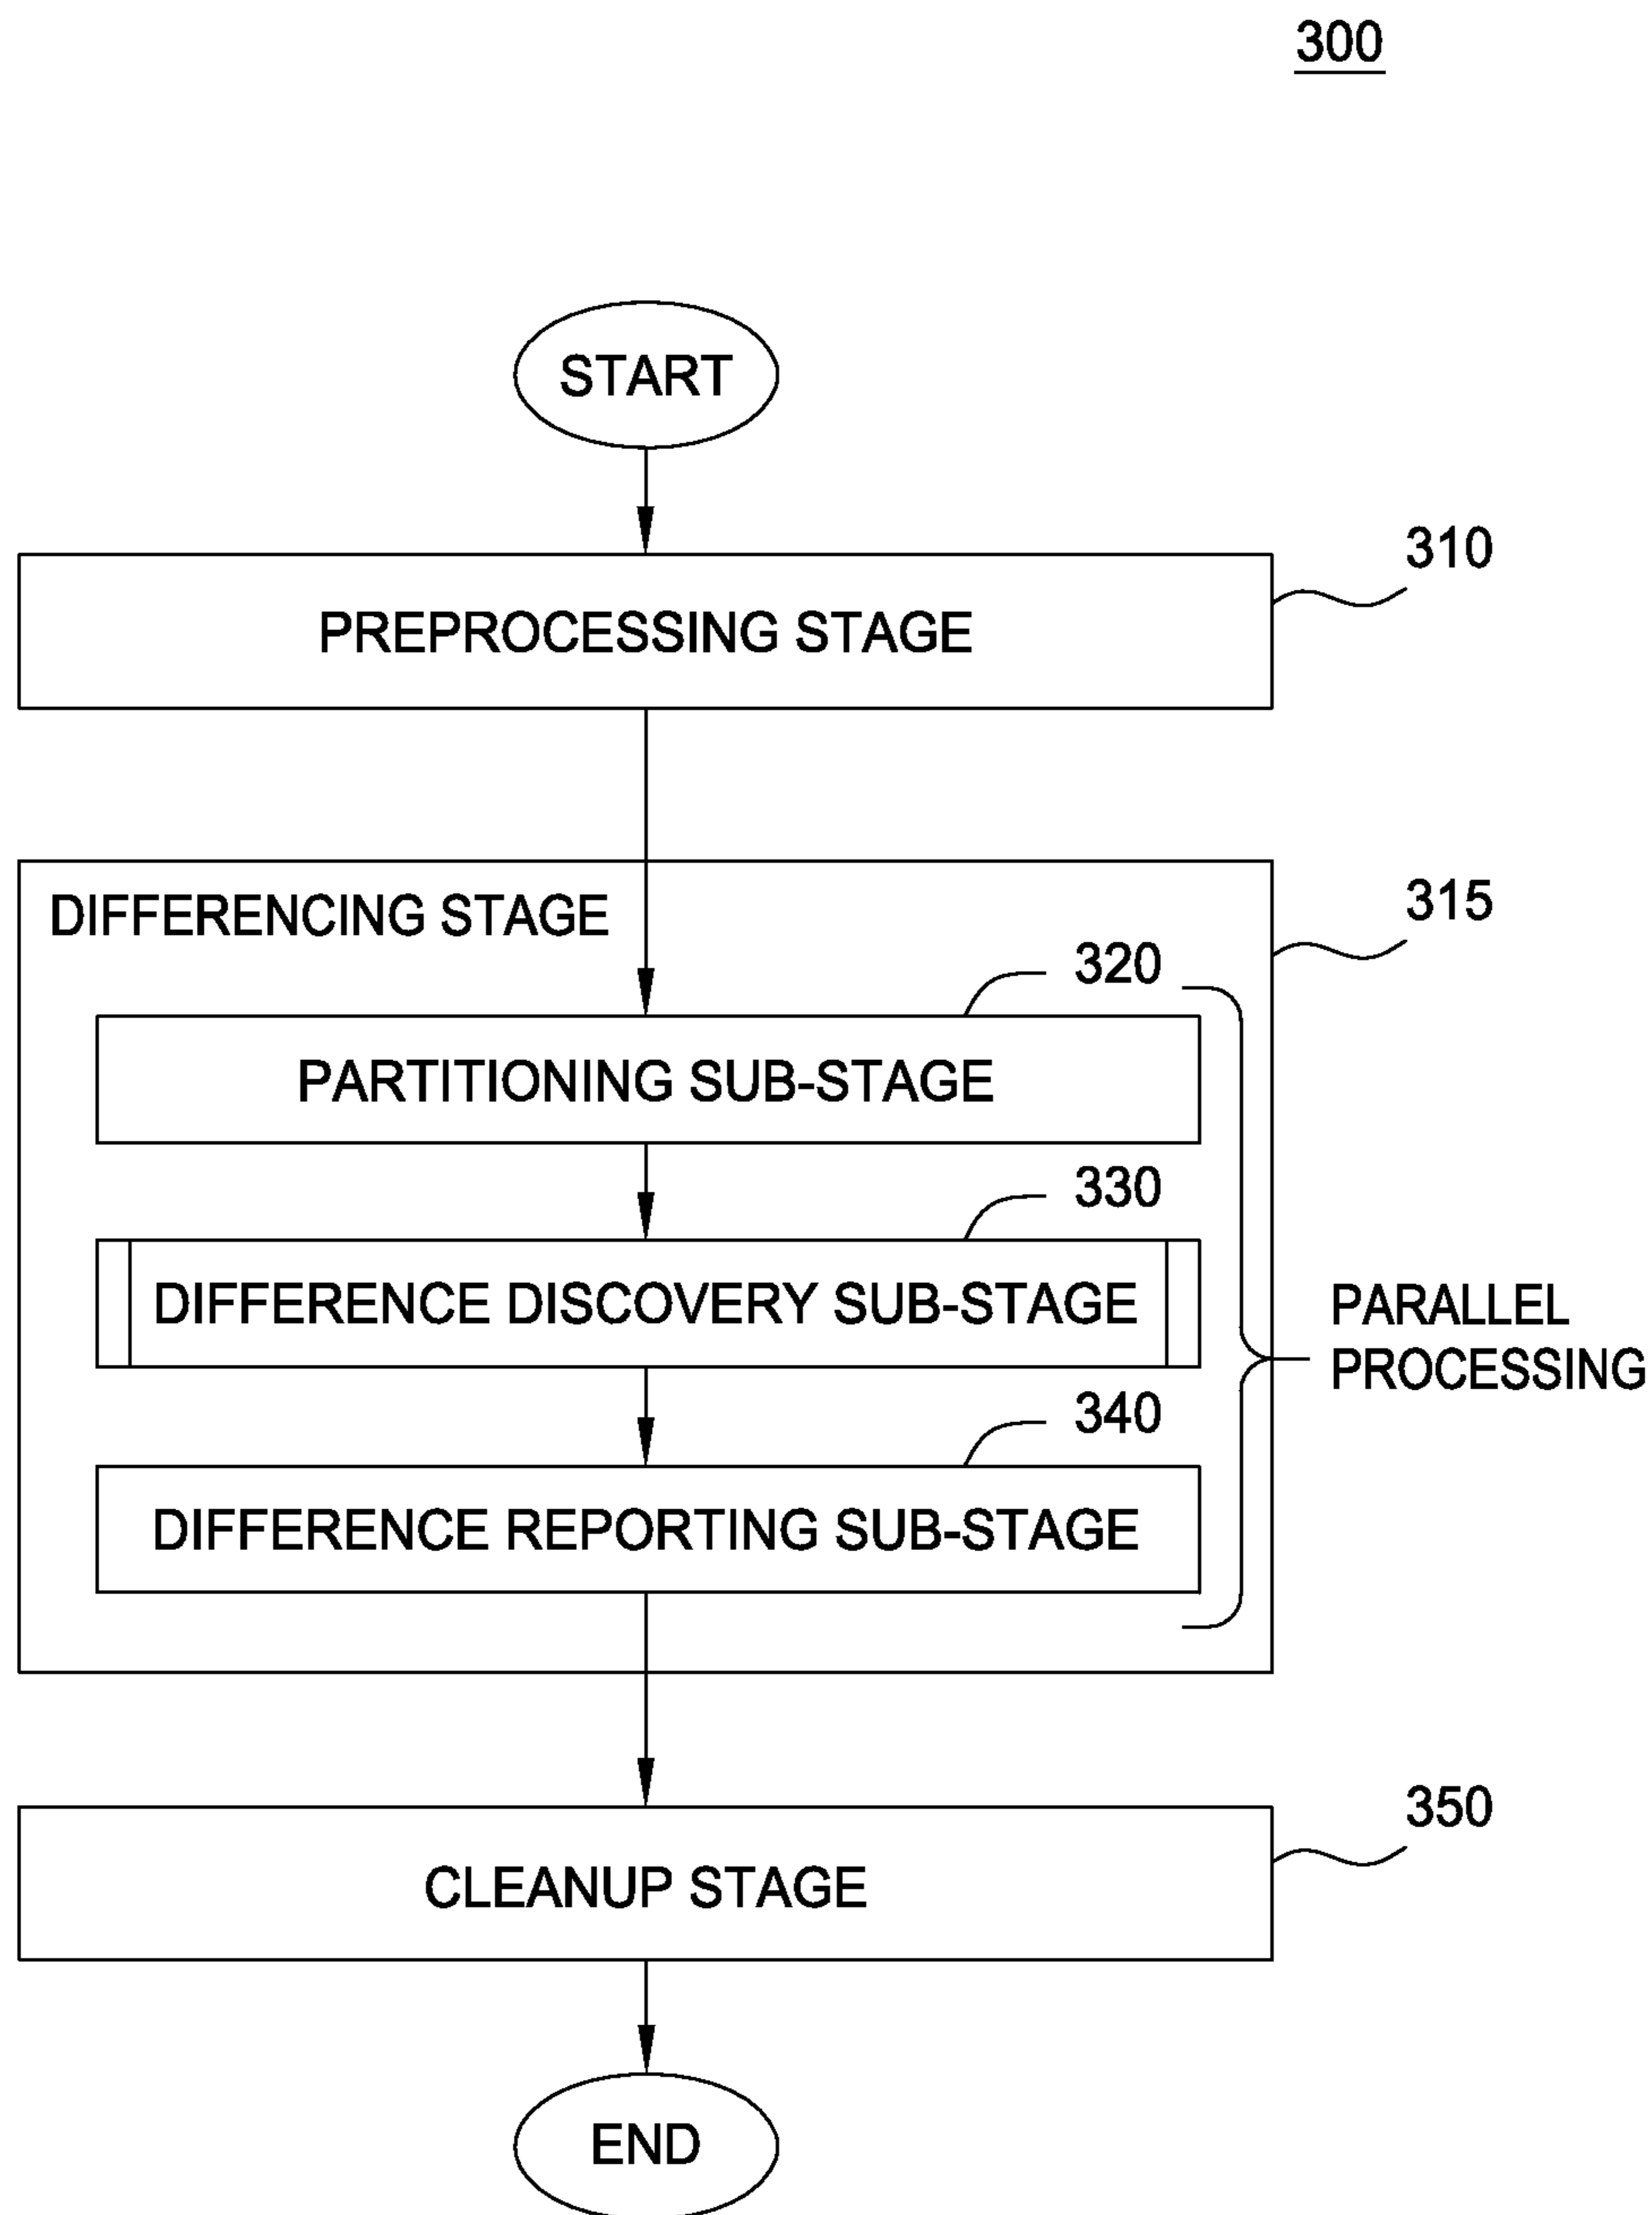 300
START
310
PREPROCESSING STAGE
315
DIFFERENCING STAGE
320
PARTITIONING SUB-STAGE
330
DIFFERENCE DISCOVERY SUB-STAGE
PARALLEL
PROCESSING
340
DIFFERENCE REPORTING SUB-STAGE
350
CLEANUP STAGE
END